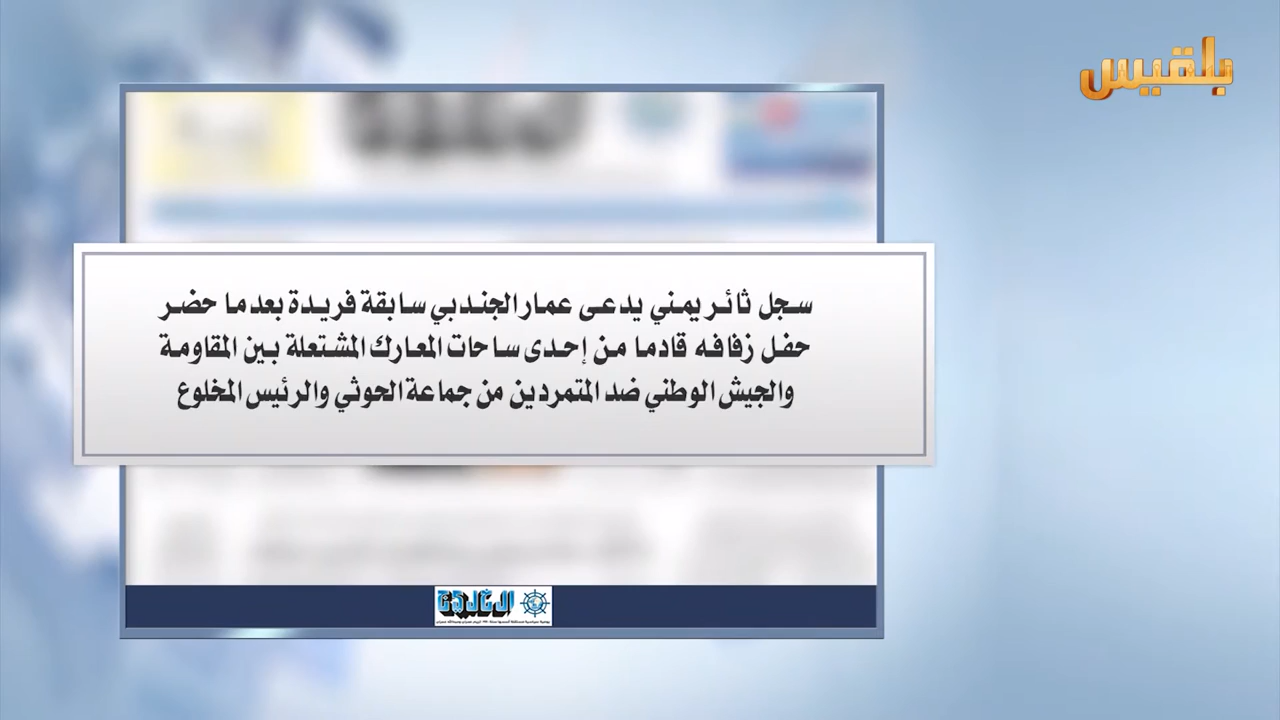 بلقيس
سجل ثائر يمني يدعى عمار الجندبي سابقة فريدة بعدما حضر
حفل زفافه قادما من إحدى ساحات المعارك المشتعلة بين المقاومة
والجيش الوطني ضد المتمردين من جماعة الحوثي والرئيس المخلوع